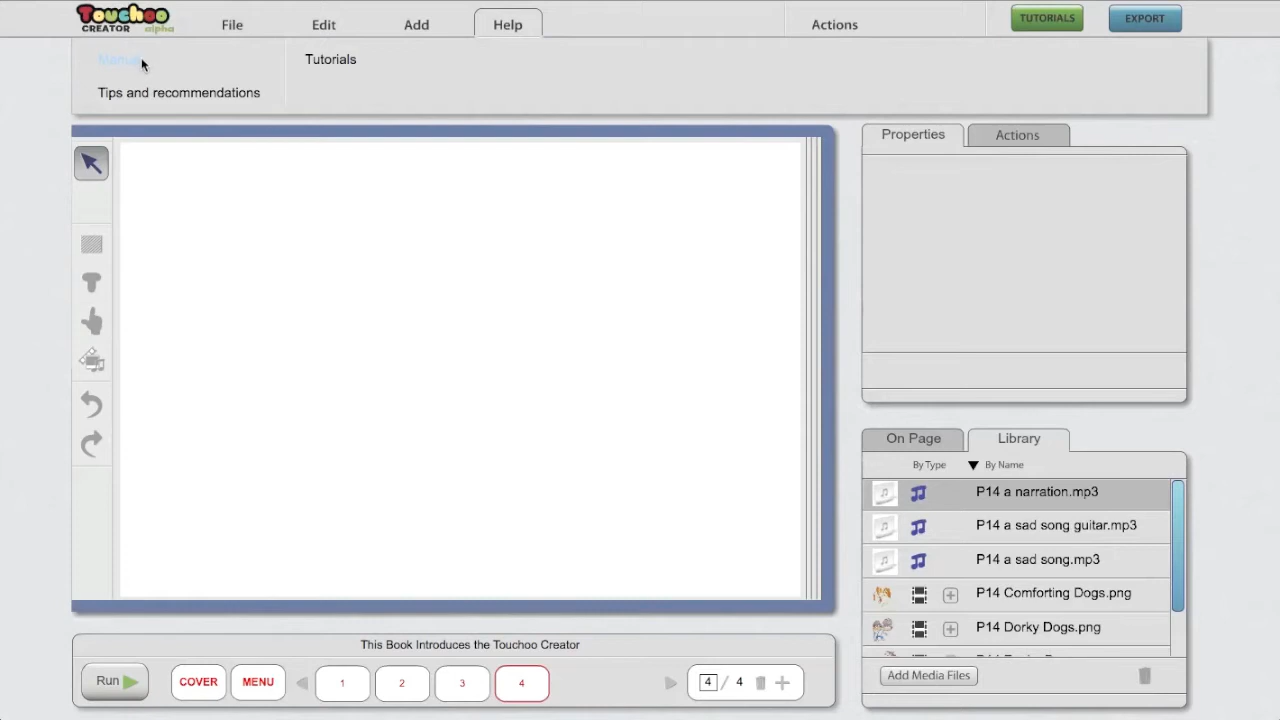 Touchoo
CREATOR alpha
File
Edit
Add
Help
Actions
TUTORIALS
EXPORT
Manual
Tutorials
Tips and recommendations
Properties
Actions
On Page
Library
By Type
By Name
P14 a narration.mp3
P14 a sad song guitar.mp3
P14 a sad song.mp3
P14 Comforting Dogs.png
P14 Dorky Dogs.png
Add Media Files
This Book Introduces the Touchoo Creator
Run
COVER
MENU
1
2
3
4
4 / 4